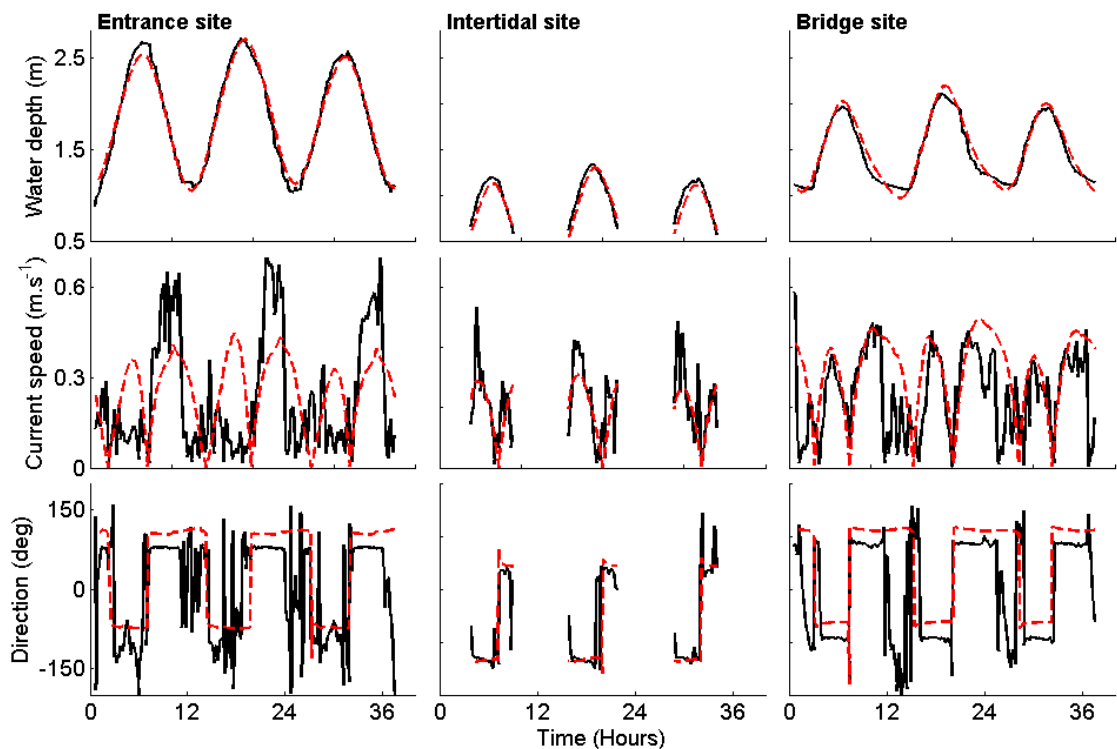 Entrance site
Intertidal site
Bridge site
Water depth (m)
2.5
1.5
0.5
Current speed (m.s⁻¹)
0.6
0.3
0
Direction (deg)
150
0
-150
0 12 24 36
0 12 24 36
0 12 24 36
Time (Hours)